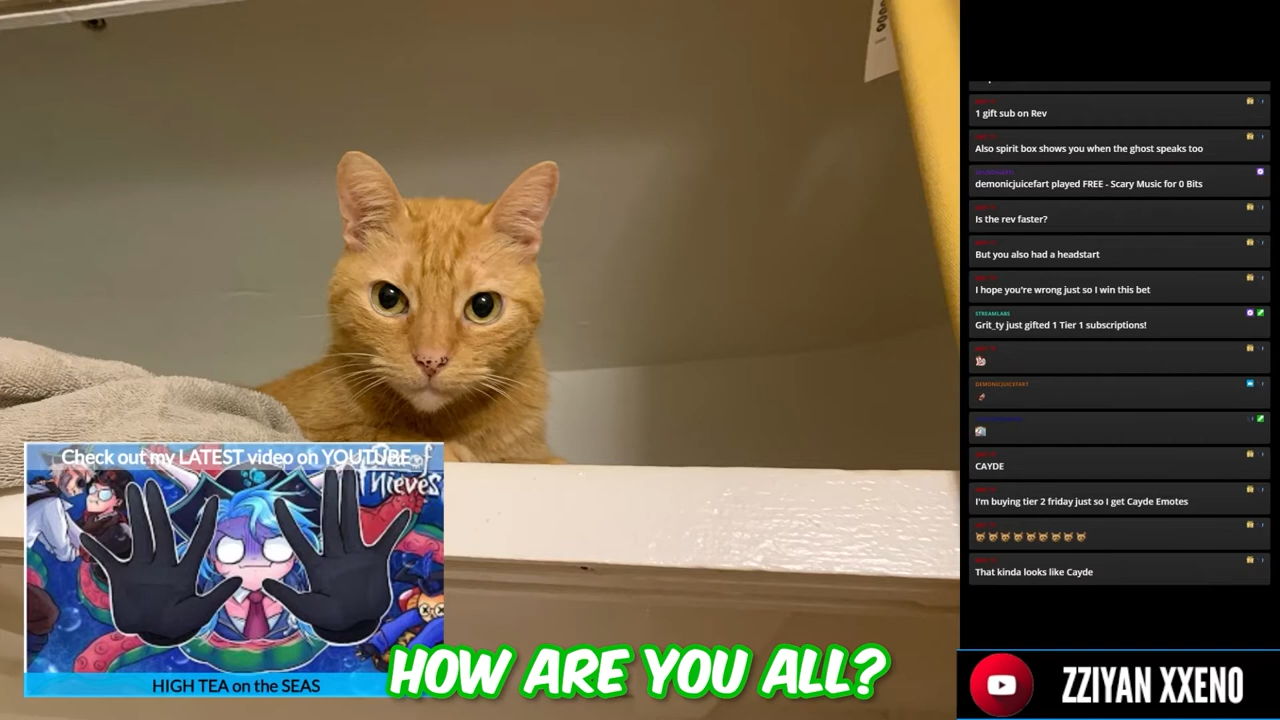 1 gift sub on Rev
Also spirit box shows you when the ghost speaks too
demonicjuicefart played FREE - Scary Music for 0 Bits
Is the rev faster?
But you also had a headstart
I hope you're wrong just so I win this bet
STREAMLABS
Grit_ty just gifted 1 Tier 1 subscriptions!
DEMONICJUICEFART
CAYDE
I'm buying tier 2 friday just so I get Cayde Emotes
That kinda looks like Cayde
Check out my LATEST video on YOUTUBE
Thieves
HIGH TEA on the SEAS
HOW ARE YOU ALL?
ZZIYAN XXENO